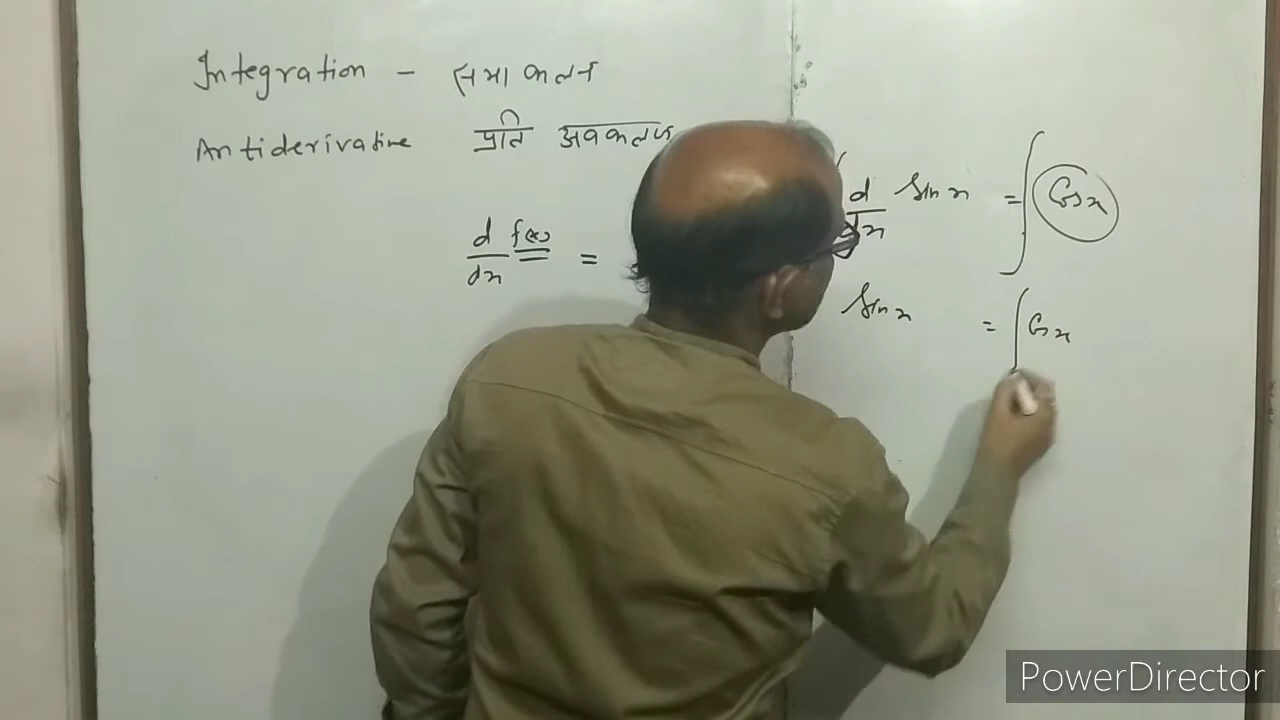 Integration - समाकलन
Antiderivative प्रति अवकलज
d/dx f(x) =
∫ d/dx Sin x = ∫ Cos x
Sin x = ∫ Cos x
PowerDirector